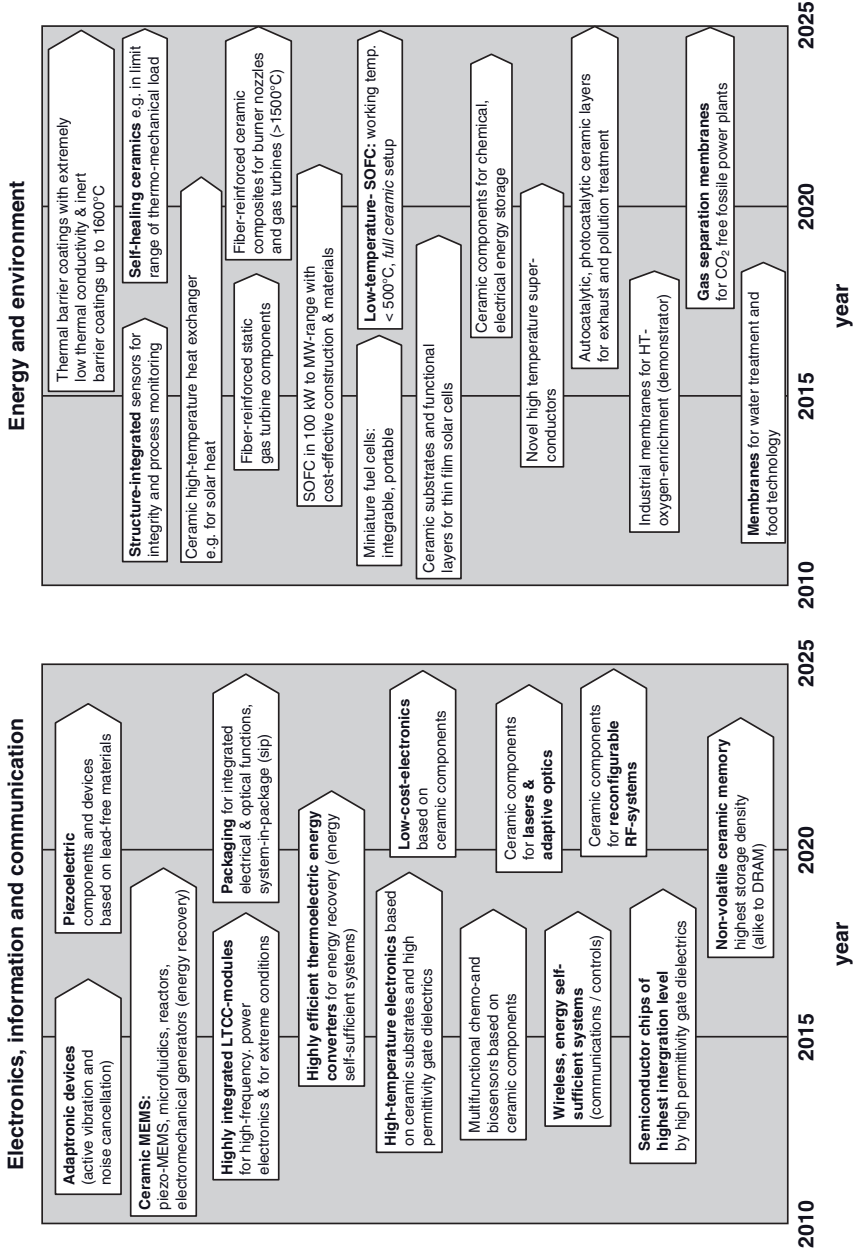 Electronics, information and communication
Adaptronic devices
(active vibration and
noise cancellation)
Piezoelectric
components and devices
based on lead-free materials
Ceramic MEMS:
piezo-MEMS, microfluidics, reactors,
electromechanical generators (energy recovery)
Highly integrated LTCC-modules
for high-frequency. power
electronics & for extreme conditions
Packaging for integrated
electrical & optical functions,
system-in-package (sip)
Highly efficient thermoelectric energy
converters for energy recovery (energy
self-sufficient systems)
High-temperature electronics based
on ceramic substrates and high
permittivity gate dielectrics
Low-cost-electronics
based on
ceramic components
Multifunctional chemo-and
biosensors based on
ceramic components
Ceramic components
for lasers &
adaptive optics
Wireless, energy self-
sufficient systems
(communications / controls)
Ceramic components
for reconfigurable
RF-systems
Semiconductor chips of
highest intergration level
by high permittivity gate dielectrics
Non-volatile ceramic memory
highest storage density
(alike to DRAM)
2010
2015
2020
2025
year
Energy and environment
Thermal barrier coatings with extremely
low thermal conductivity & inert
barrier coatings up to 1600°C
Structure-integrated sensors for
integrity and process monitoring
Self-healing ceramics e.g. in limit
range of thermo-mechanical load
Ceramic high-temperature heat exchanger
e.g. for solar heat
Fiber-reinforced static
gas turbine components
Fiber-reinforced ceramic
composites for burner nozzles
and gas turbines (>1500°C)
SOFC in 100 kW to MW-range with
cost-effective construction & materials
Miniature fuel cells:
integrable, portable
Low-temperature- SOFC: working temp.
< 500°C, full ceramic setup
Ceramic substrates and functional
layers for thin film solar cells
Ceramic components for chemical,
electrical energy storage
Novel high temperature super-
conductors
Autocatalytic, photocatalytic ceramic layers
for exhaust and pollution treatment
Industrial membranes for HT-
oxygen-enrichment (demonstrator)
Gas separation membranes
for CO₂ free fossile power plants
Membranes for water treatment and
food technology
2010
2015
2020
2025
year